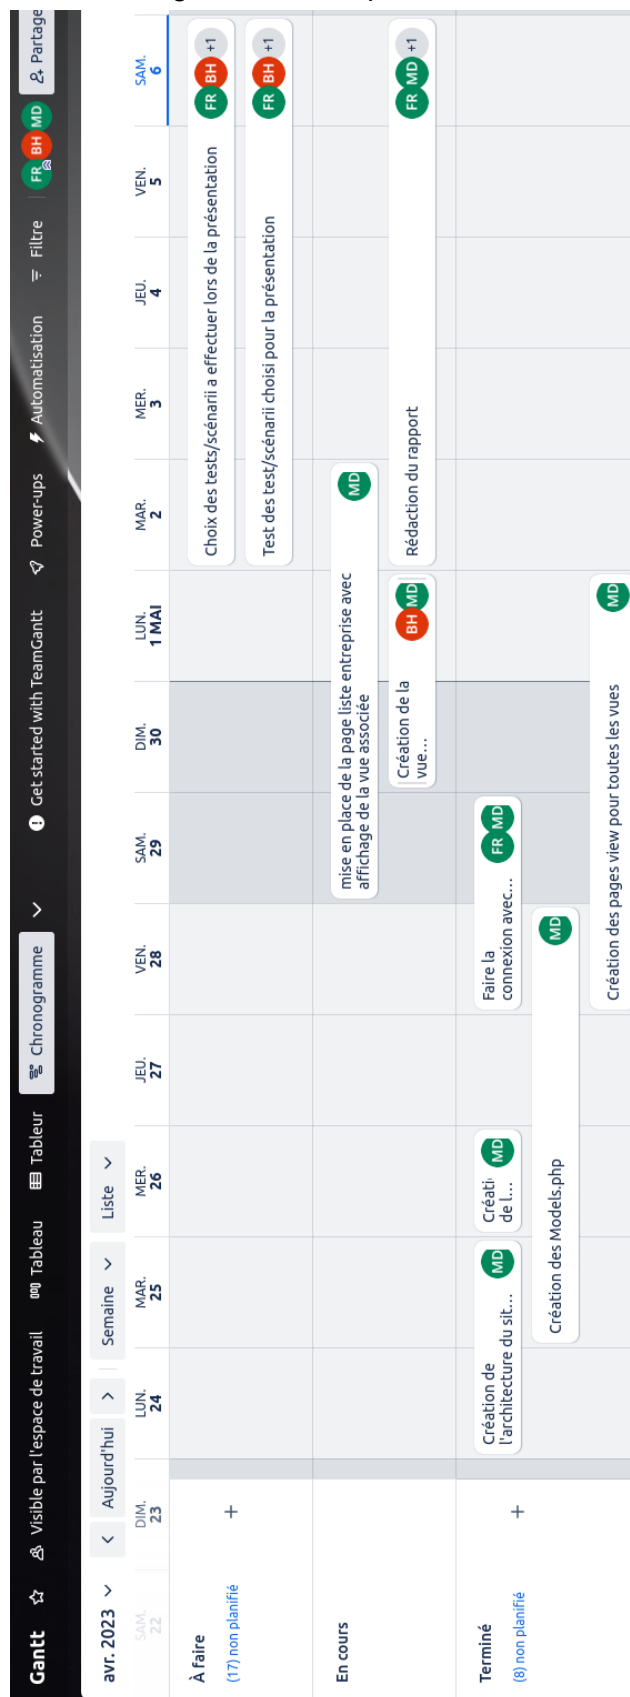 Gantt
Visible par l'espace de travail
Tableau
Tableur
Chronogramme
Get started with TeamGantt
Power-ups
Automatisation
Filtre
FR BH MD
Partage
avr. 2023
Aujourd'hui
Semaine
Liste
SAM.
22
DIM.
23
LUN.
24
MAR.
25
MER.
26
JEU.
27
VEN.
28
SAM.
29
DIM.
30
LUN.
1 MAI
MAR.
2
MER.
3
JEU.
4
VEN.
5
SAM.
6
À faire
(17) non planifié
+
Choix des tests/scénarii a effectuer lors de la présentation
FR BH +1
Test des test/scénarii choisi pour la présentation
FR BH +1
En cours
mise en place de la page liste entreprise avec
affichage de la vue associée
MD
Création de la
vue...
BH MD
Rédaction du rapport
FR MD +1
Terminé
(8) non planifié
+
Création de
l'architecture du sit...
MD
Créati
de l...
MD
Faire la
connexion avec...
FR MD
Création des Models.php
MD
Création des pages view pour toutes les vues
MD